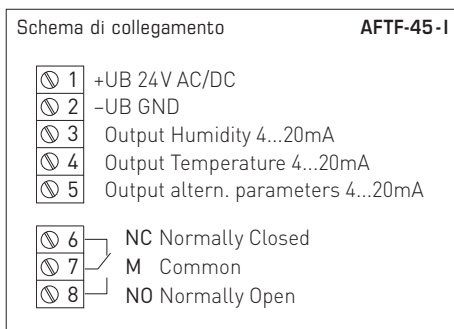 Schema di collegamento AFTF-45-I
1 +UB 24V AC/DC
2 –UB GND
3 Output Humidity 4...20mA
4 Output Temperature 4...20mA
5 Output altern. parameters 4...20mA
6 NC Normally Closed
7 M Common
8 NO Normally Open